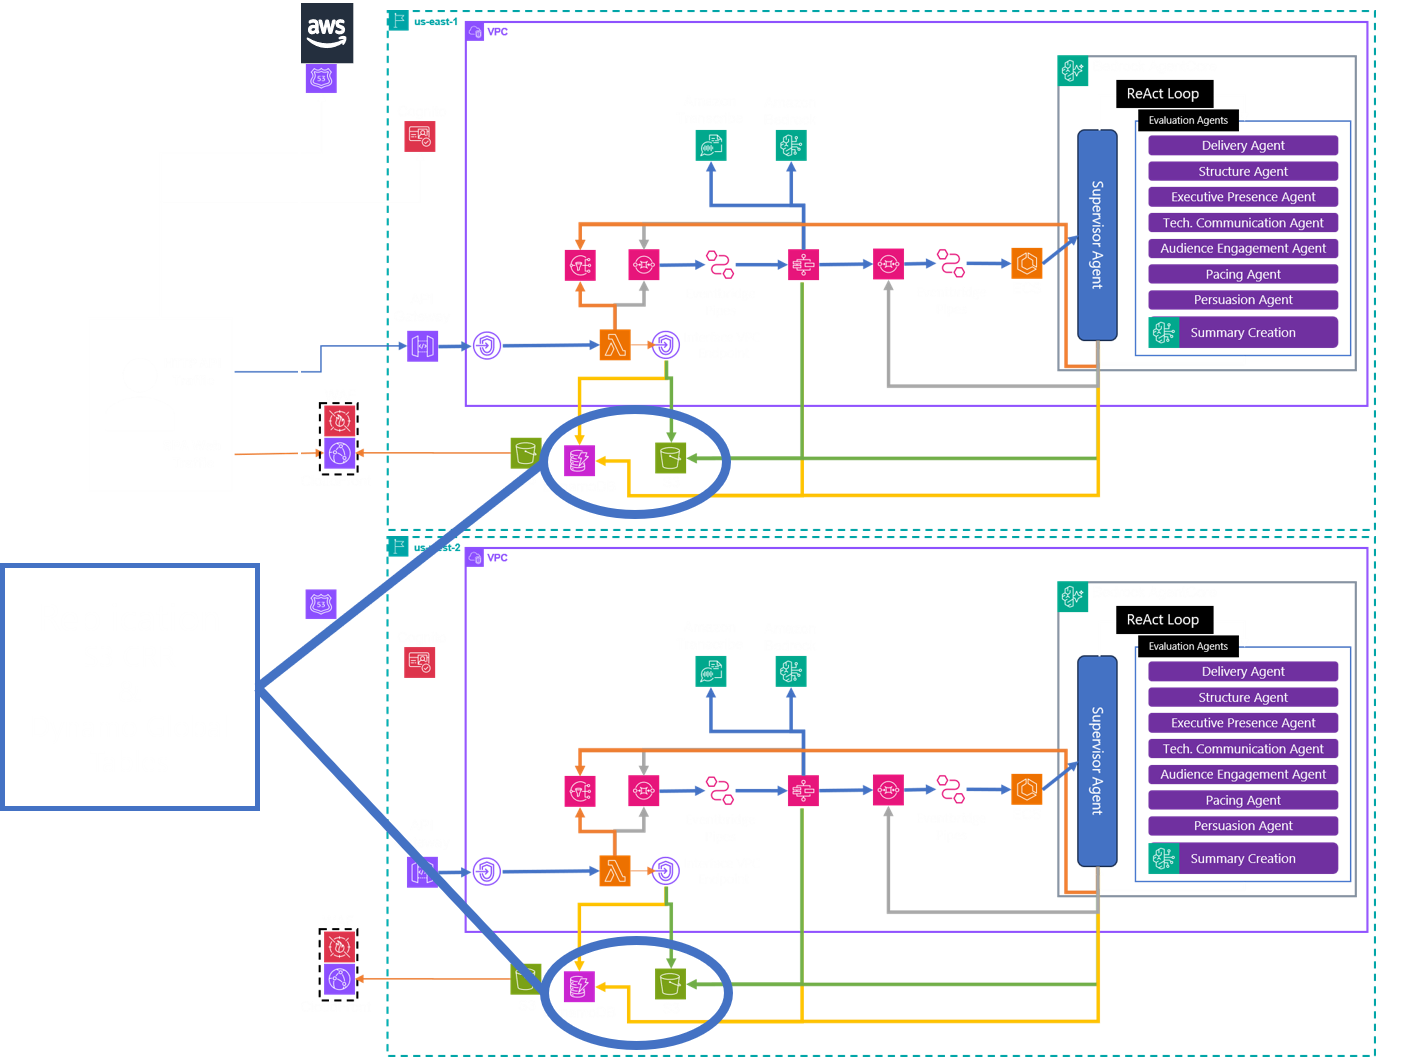 aws
us-east-1
VPC
53
ReAct Loop
Evaluation Agents
Delivery Agent
Structure Agent
Executive Presence Agent
Tech. Communication Agent
Audience Engagement Agent
Pacing Agent
Persuasion Agent
Summary Creation
Supervisor Agent
VPC
53
ReAct Loop
Evaluation Agents
Delivery Agent
Structure Agent
Executive Presence Agent
Tech. Communication Agent
Audience Engagement Agent
Pacing Agent
Persuasion Agent
Summary Creation
Supervisor Agent